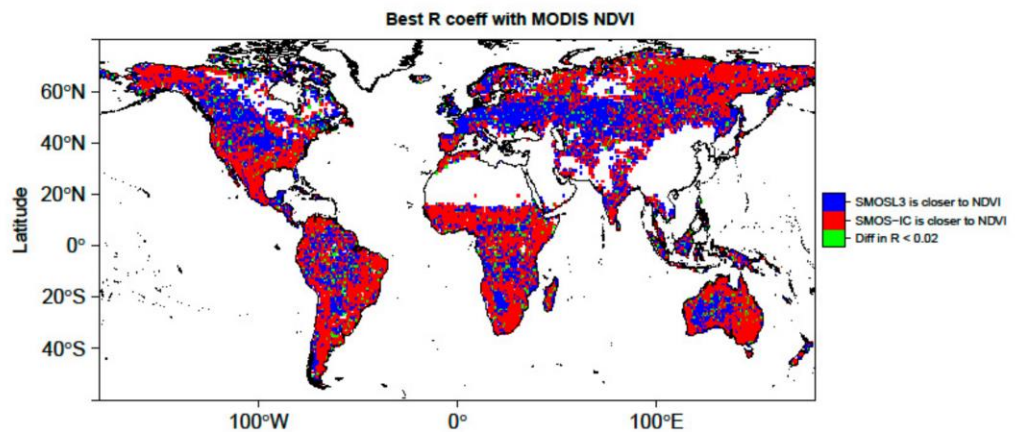 Best R coeff with MODIS NDVI
60°N
40°N
20°N
0°
20°S
40°S
Latitude
100°W
0°
100°E
SMOSL3 is closer to NDVI
SMOS-IC is closer to NDVI
Diff in R < 0.02